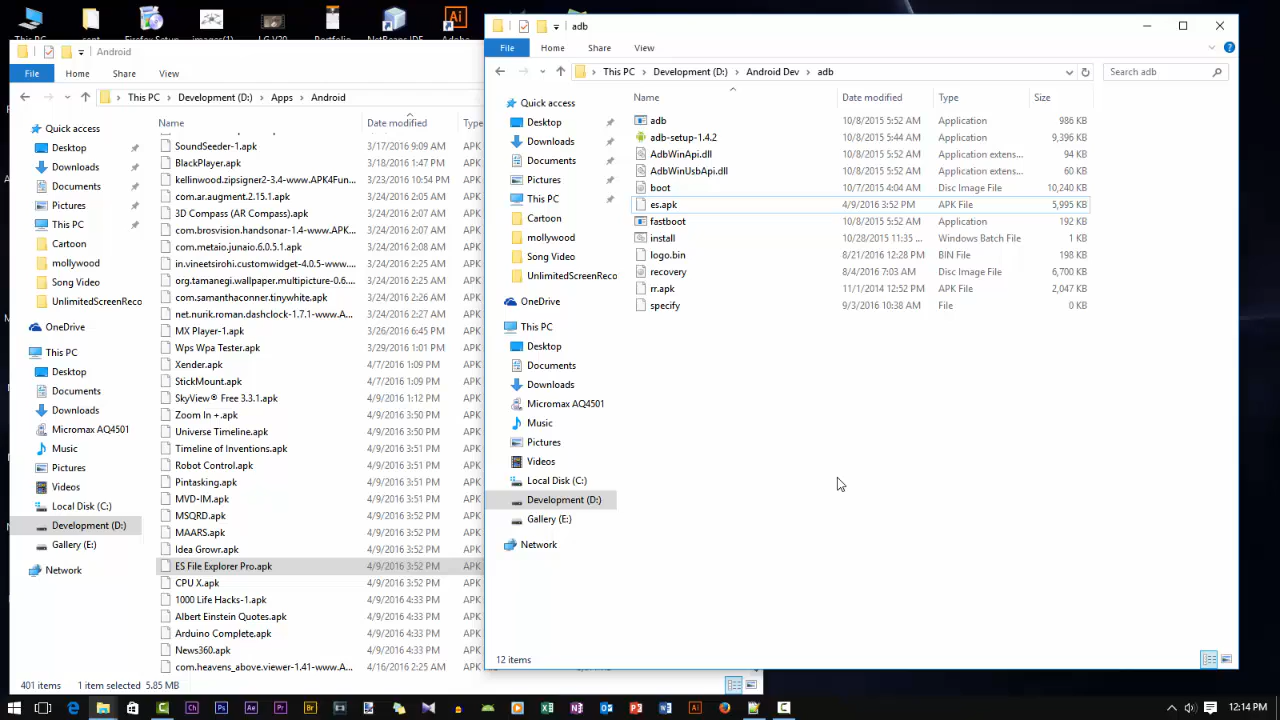 This PC
sept
Firefox Setup
images(1)
LG V20
Portfolio
NetBeans IDE
Adobe
Android
File
Home
Share
View
This PC
Development (D:)
Apps
Android
Name
Date modified
Type
Quick access
Desktop
Downloads
Documents
Pictures
This PC
Cartoon
mollywood
Song Video
UnlimitedScreenReco
OneDrive
This PC
Desktop
Documents
Downloads
Micromax AQ4501
Music
Pictures
Videos
Local Disk (C:)
Development (D:)
Gallery (E:)
Network
SoundSeeder-1.apk 3/17/2016 9:09 AM APK
BlackPlayer.apk 3/18/2016 1:47 PM APK
kellinwood.zipsigner2-3.4-www.APK4Fun... 3/23/2016 10:54 PM APK
com.ar.augment.2.15.1.apk 3/24/2016 2:05 AM APK
3D Compass (AR Compass).apk 3/24/2016 2:07 AM APK
com.brosvision.handsonar-1.4-www.APK... 3/24/2016 2:07 AM APK
com.metaio.junaio.6.0.5.1.apk 3/24/2016 2:08 AM APK
in.vineetsirohi.customwidget-4.0.5-www.... 3/24/2016 2:25 AM APK
org.tamanegi.wallpaper.multipicture-0.6.... 3/24/2016 2:25 AM APK
com.samanthaconner.tinywhite.apk 3/24/2016 2:26 AM APK
net.nurik.roman.dashclock-1.7.1-www.A... 3/24/2016 2:27 AM APK
MX Player-1.apk 3/26/2016 6:45 PM APK
Wps Wpa Tester.apk 3/29/2016 1:01 PM APK
Xender.apk 4/7/2016 1:09 PM APK
StickMount.apk 4/7/2016 1:09 PM APK
SkyView® Free 3.3.1.apk 4/9/2016 1:12 PM APK
Zoom In +.apk 4/9/2016 3:50 PM APK
Universe Timeline.apk 4/9/2016 3:50 PM APK
Timeline of Inventions.apk 4/9/2016 3:51 PM APK
Robot Control.apk 4/9/2016 3:51 PM APK
Pintasking.apk 4/9/2016 3:51 PM APK
MVD-IM.apk 4/9/2016 3:51 PM APK
MSQRD.apk 4/9/2016 3:52 PM APK
MAARS.apk 4/9/2016 3:52 PM APK
Idea Growr.apk 4/9/2016 3:52 PM APK
ES File Explorer Pro.apk 4/9/2016 3:52 PM APK
CPU X.apk 4/9/2016 3:52 PM APK
1000 Life Hacks-1.apk 4/9/2016 4:33 PM APK
Albert Einstein Quotes.apk 4/9/2016 4:33 PM APK
Arduino Complete.apk 4/9/2016 4:33 PM APK
News360.apk 4/9/2016 4:33 PM APK
com.heavens_above.viewer-1.41-www.A... 4/16/2016 2:25 AM APK
401 items 1 item selected 5.85 MB
adb
File
Home
Share
View
This PC
Development (D:)
Android Dev
adb
Search adb
Name
Date modified
Type
Size
Quick access
Desktop
Downloads
Documents
Pictures
This PC
Cartoon
mollywood
Song Video
UnlimitedScreenReco
OneDrive
This PC
Desktop
Documents
Downloads
Micromax AQ4501
Music
Pictures
Videos
Local Disk (C:)
Development (D:)
Gallery (E:)
Network
adb 10/8/2015 5:52 AM Application 986 KB
adb-setup-1.4.2 10/8/2015 5:44 AM Application 9,396 KB
AdbWinApi.dll 10/8/2015 5:52 AM Application extens... 94 KB
AdbWinUsbApi.dll 10/8/2015 5:52 AM Application extens... 60 KB
boot 10/7/2015 4:04 AM Disc Image File 10,240 KB
es.apk 4/9/2016 3:52 PM APK File 5,995 KB
fastboot 10/8/2015 5:52 AM Application 192 KB
install 10/28/2015 11:35 ... Windows Batch File 1 KB
logo.bin 8/21/2016 12:28 PM BIN File 198 KB
recovery 8/4/2016 7:03 AM Disc Image File 6,700 KB
rr.apk 11/1/2014 12:52 PM APK File 2,047 KB
specify 9/3/2016 10:38 AM File 0 KB
12 items
12:14 PM